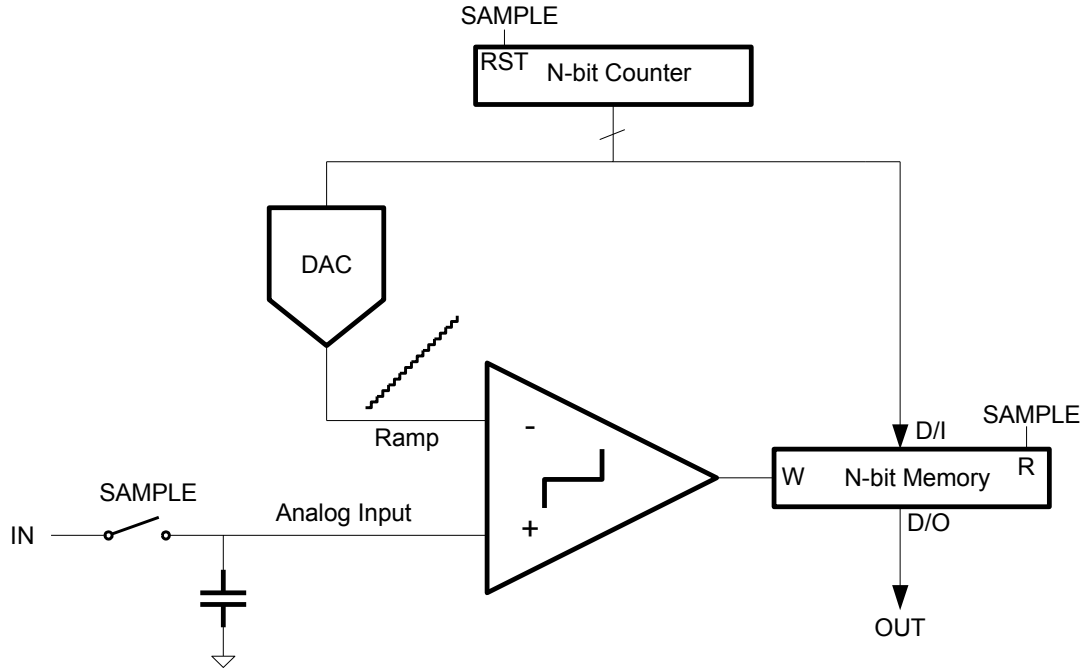 SAMPLE
RST
N-bit Counter
DAC
Ramp
-
SAMPLE
D/I
W
N-bit Memory
R
SAMPLE
IN
Analog Input
+
D/O
OUT